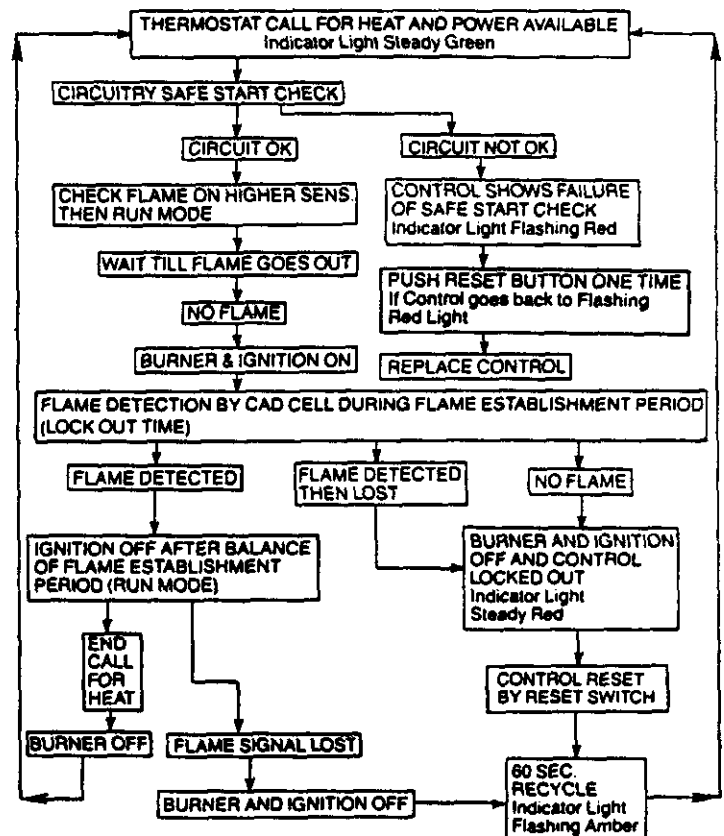 THERMOSTAT CALL FOR HEAT AND POWER AVAILABLE
Indicator Light Steady Green
CIRCUITRY SAFE START CHECK
CIRCUIT OK
CIRCUIT NOT OK
CHECK FLAME ON HIGHER SENS.
THEN RUN MODE
CONTROL SHOWS FAILURE
OF SAFE START CHECK
Indicator Light Flashing Red
WAIT TILL FLAME GOES OUT
PUSH RESET BUTTON ONE TIME
If Control goes back to Flashing
Red Light
NO FLAME
BURNER & IGNITION ON
REPLACE CONTROL
FLAME DETECTION BY CAD CELL DURING FLAME ESTABLISHMENT PERIOD
(LOCK OUT TIME)
FLAME DETECTED
FLAME DETECTED
THEN LOST
NO FLAME
IGNITION OFF AFTER BALANCE
OF FLAME ESTABLISHMENT
PERIOD (RUN MODE)
BURNER AND IGNITION
OFF AND CONTROL
LOCKED OUT
Indicator Light
Steady Red
END
CALL
FOR
HEAT
CONTROL RESET
BY RESET SWITCH
BURNER OFF
FLAME SIGNAL LOST
BURNER AND IGNITION OFF
60 SEC.
RECYCLE
Indicator Light
Flashing Amber